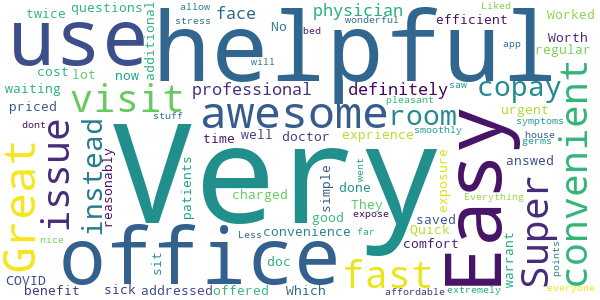 use
helpful
Very
office
Easy
awesome
Great
issue
instead
visit
fast
Super
convenient
copay
room
twice
questions
additional
allow
stress
face
No
wonderful
bed
will
physician
app
efficient
Liked
Worked
Worth
regular
cost
lot
now
waiting
priced
professional
definitely
saw
pleasant
urgent
symptoms
smoothly
dont
stuff
time
well
doctor
exprience
house
germs
answered
reasonably
patients
simple
done
went
exposure
charged
They
expose
good
saved
Quick
Everything
Less
convenience
far
comfort
warrant
points
COVID
nice
sit
doc
benefit
sick
addressed
offered
Which
affordable
extremely
everyone